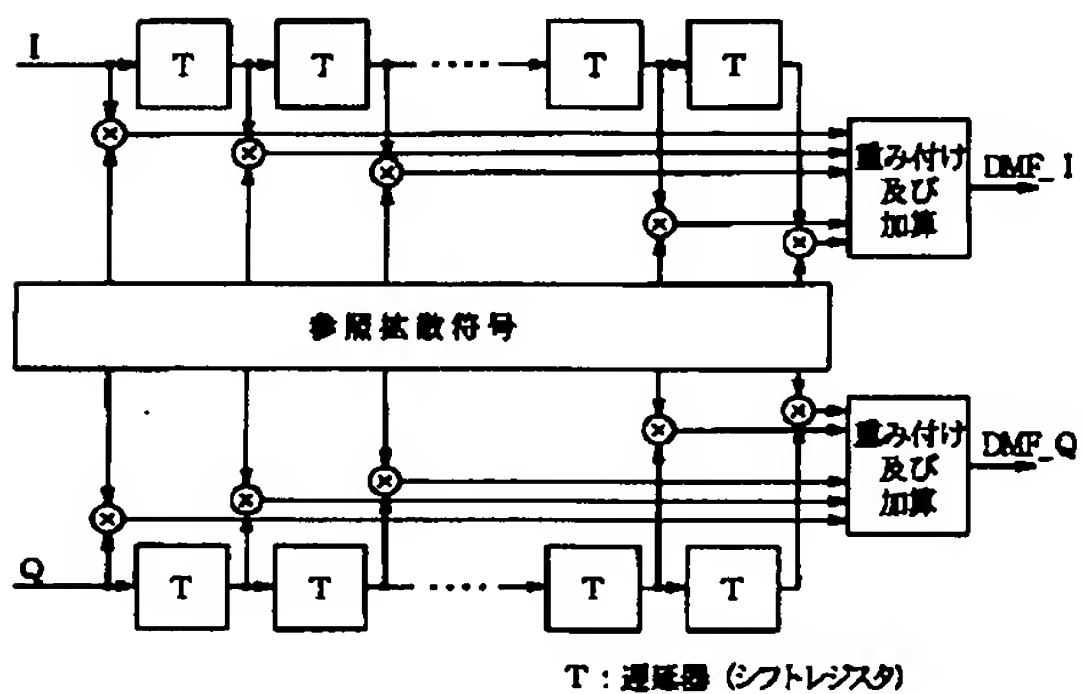 I
T
T
T
T
重み付け
及び
加算
DMF_I
参照拡散符号
重み付け
及び
加算
DMF_Q
Q
T
T
T
T
T : 遅延器 (シフトレジスタ)